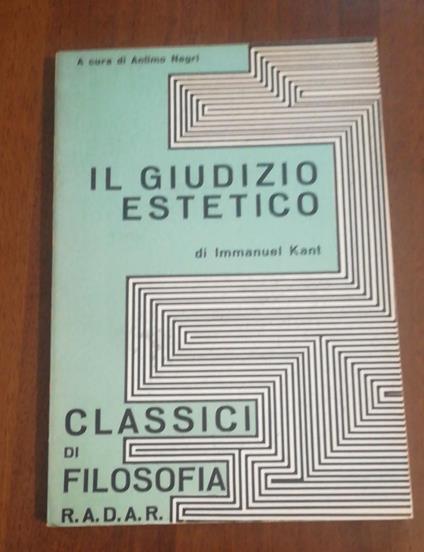 A cura di Antimo Negri
IL GIUDIZIO
ESTETICO
di Immanuel Kant
CLASSICI
DI
FILOSOFIA
R.A.D.A.R.